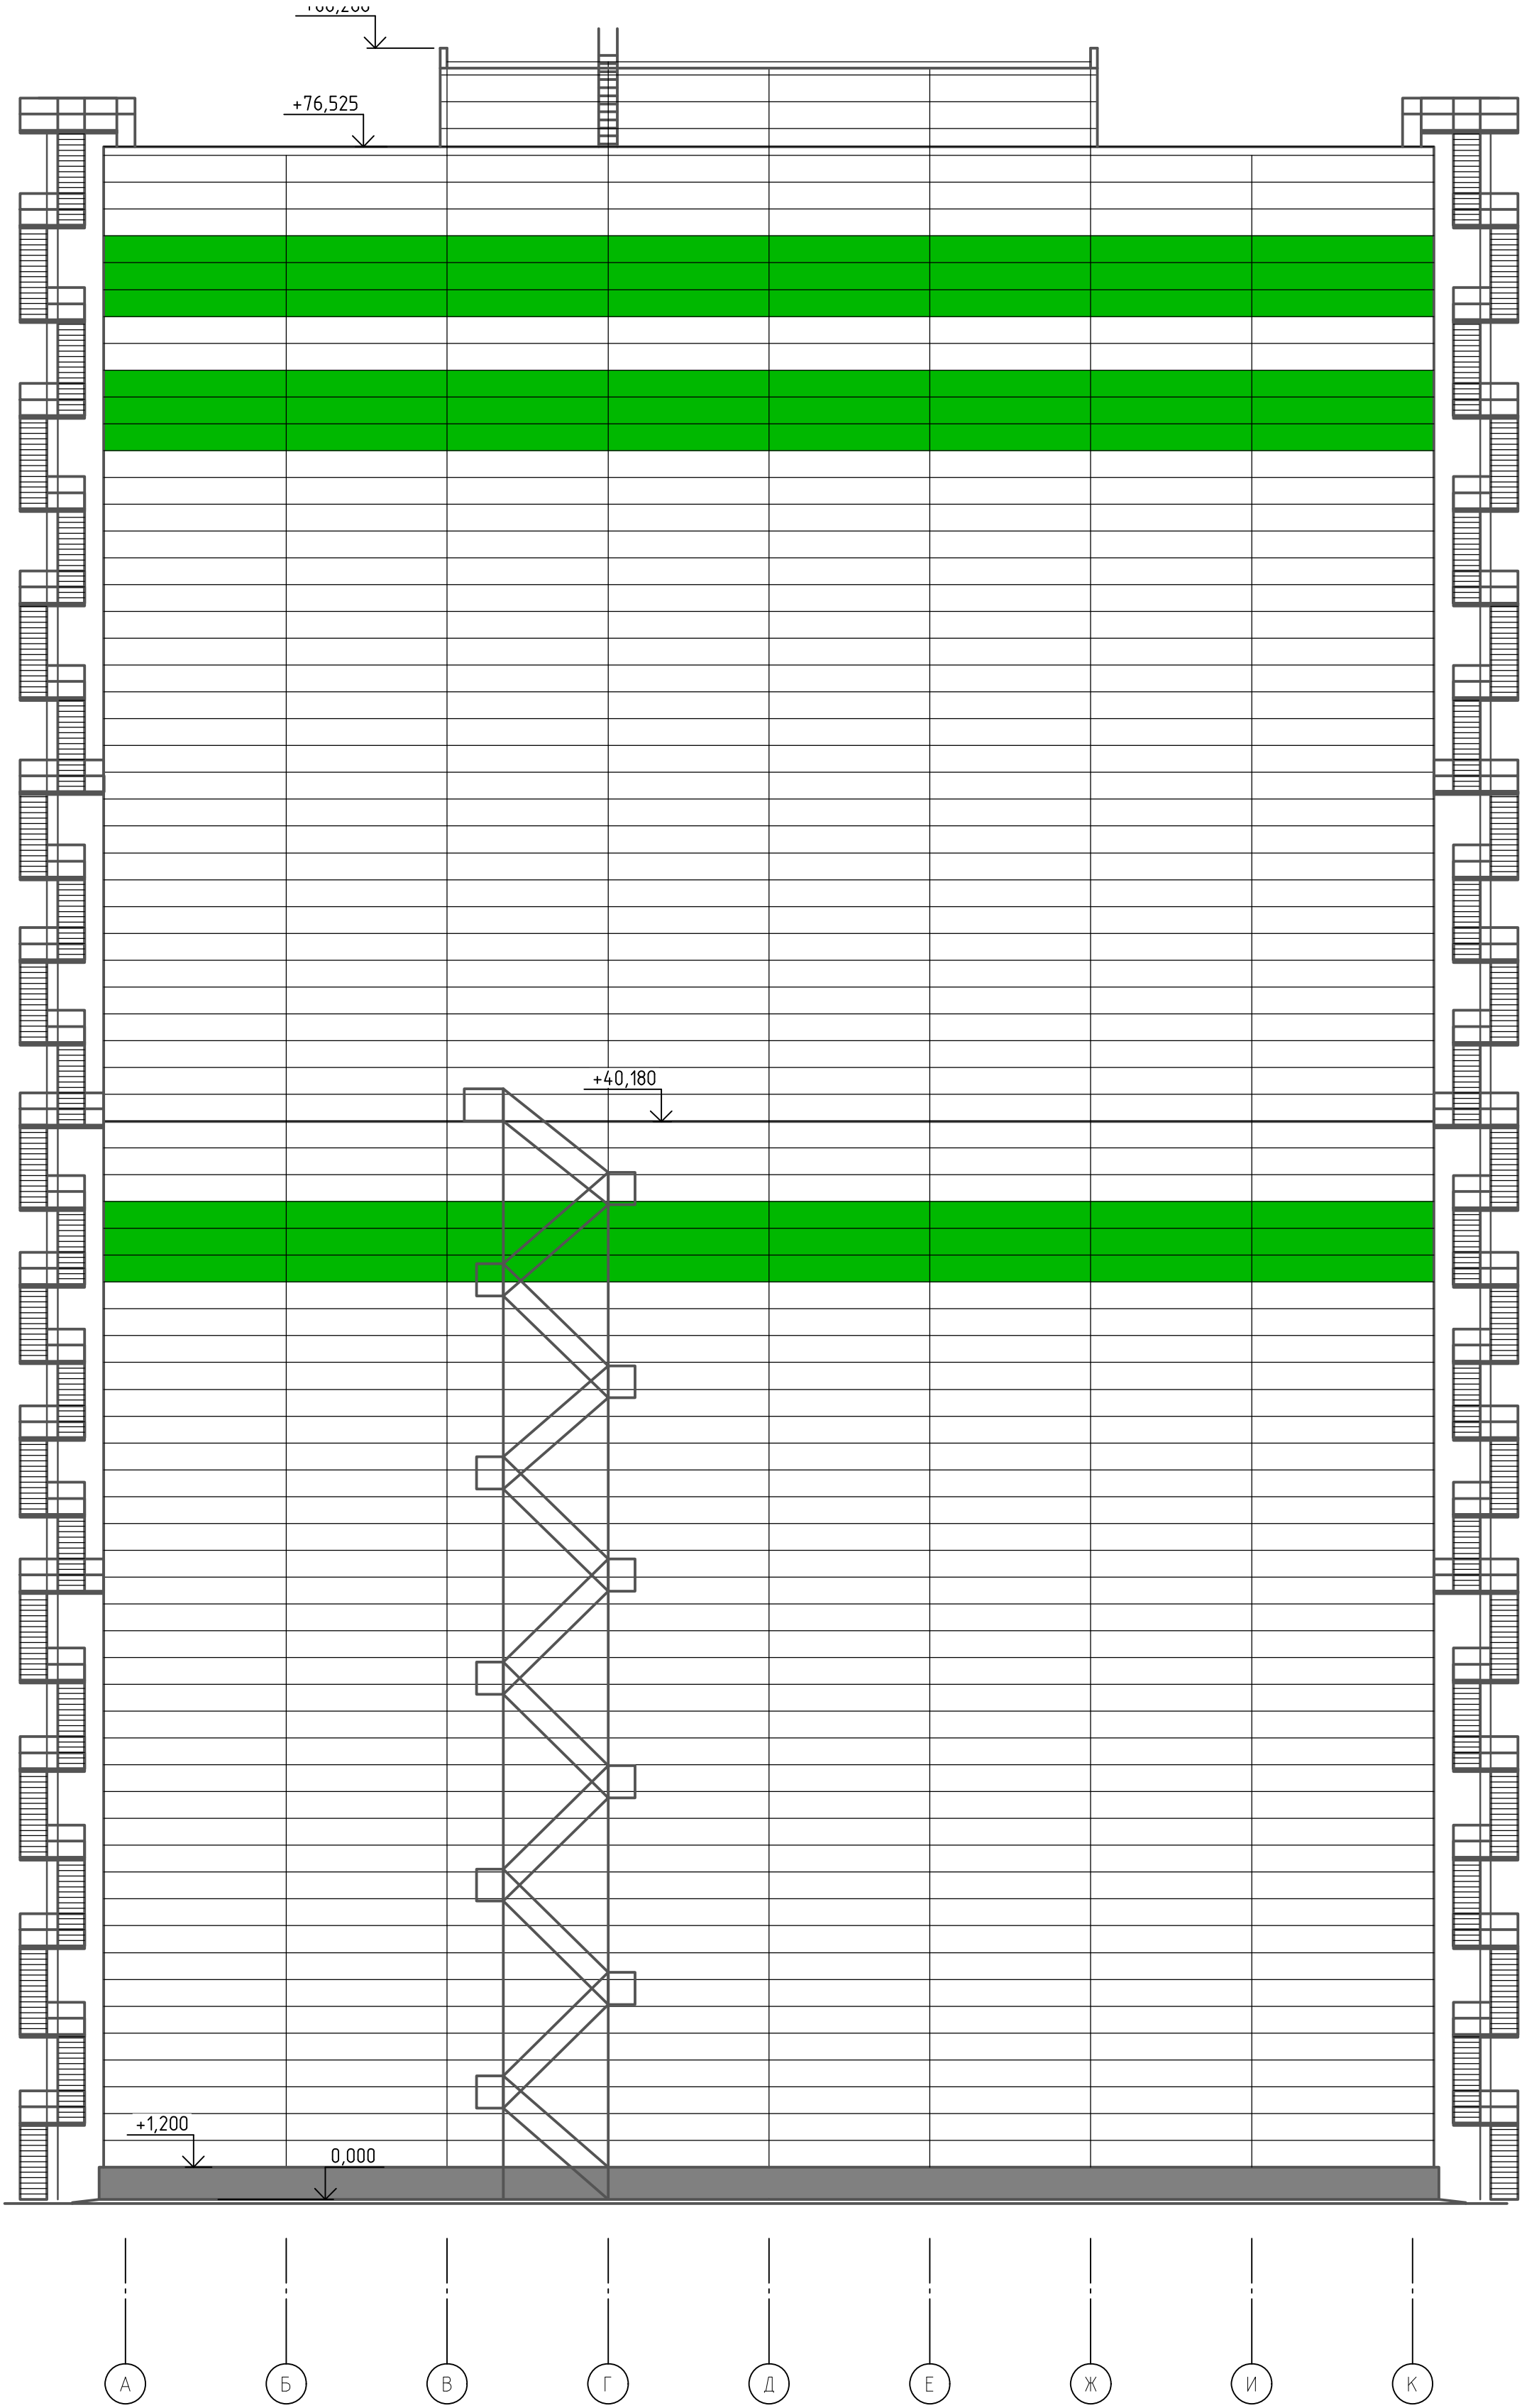 +76,525
+40,180
+1,200
0,000
А Б В Г Д Е Ж И К